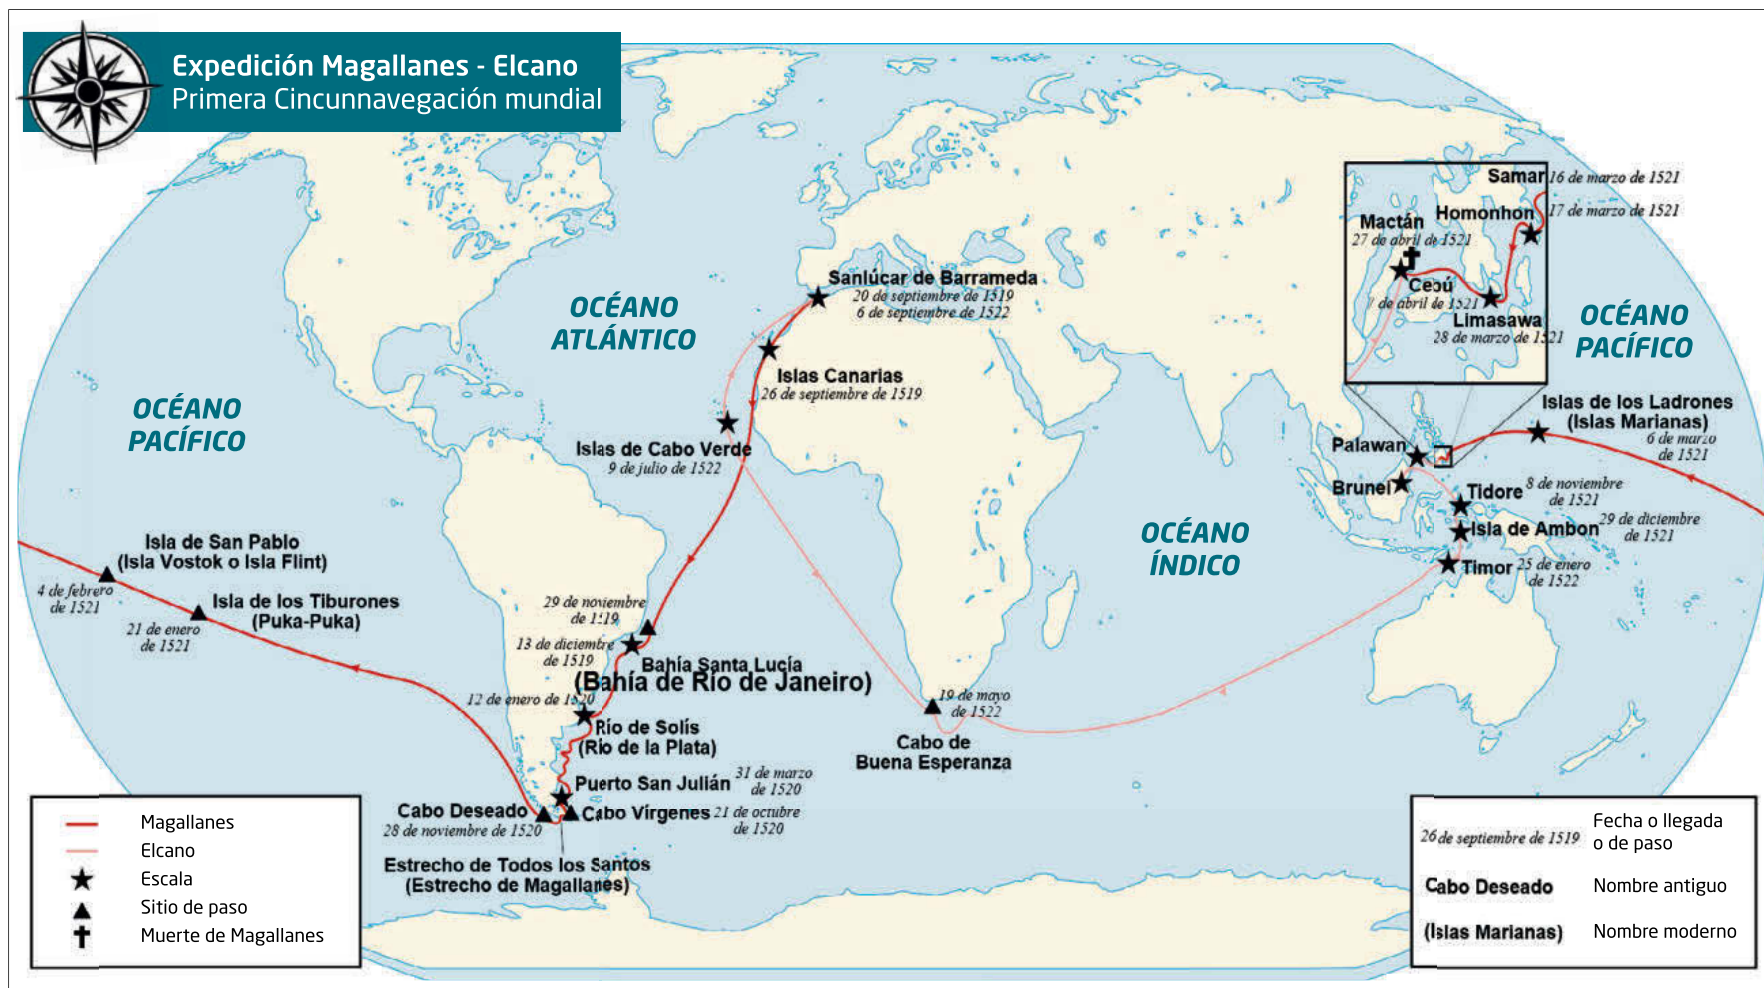 Expedición Magallanes - Elcano
Primera Cincunnavegación mundial
Samar 16 de marzo de 1521
Homonhon 17 de marzo de 1521
Mactán
27 de abril de 1521
Cebú
7 de abril de 1521
Limasawa
28 de marzo de 1521
Sanlúcar de Barrameda
20 de septiembre de 1519
6 de septiembre de 1522
OCÉANO
ATLÁNTICO
OCÉANO
PACÍFICO
Islas Canarias
26 de septiembre de 1519
OCÉANO
PACÍFICO
Islas de los Ladrones
(Islas Marianas)
6 de marzo
de 1521
Islas de Cabo Verde
9 de julio de 1522
Palawan
Brunel
Tidore 8 de noviembre
de 1521
Isla de Ambon 29 de diciembre
de 1521
Timor 25 de enero
de 1522
OCÉANO
ÍNDICO
Isla de San Pablo
(Isla Vostok o Isla Flint)
4 de febrero
de 1521
Isla de los Tiburones
(Puka-Puka)
21 de enero
de 1521
29 de noviembre
de 1519
13 de diciembre
de 1519
Bahía Santa Lucía
(Bahía de Río de Janeiro)
12 de enero de 1520
Río de Solís
(Río de la Plata)
19 de mayo
de 1522
Cabo de
Buena Esperanza
Puerto San Julián 31 de marzo
de 1520
Cabo Deseado
28 de noviembre de 1520
Cabo Vírgenes 21 de octubre
de 1520
Estrecho de Todos los Santos
(Estrecho de Magallanes)
Magallanes
Elcano
Escala
Sitio de paso
Muerte de Magallanes
26 de septiembre de 1519 Fecha o llegada
o de paso
Cabo Deseado Nombre antiguo
(Islas Marianas) Nombre moderno